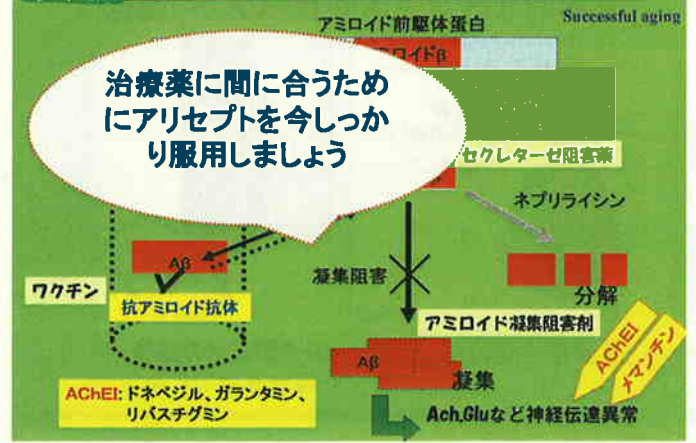 Successful aging
アミロイド前駆体蛋白
ロイドβ
治療薬に間に合うため
にアリセプトを今しっか
り服用しましょう
セクレターゼ阻害薬
ネプリライシン
Aβ
ワクチン
抗アミロイド抗体
凝集阻害
分解
アミロイド凝集阻害剤
AChEI
メマンチン
Aβ
凝集
AChEI: ドネペジル、ガランタミン、
リバスチグミン
Ach,Gluなど神経伝達異常